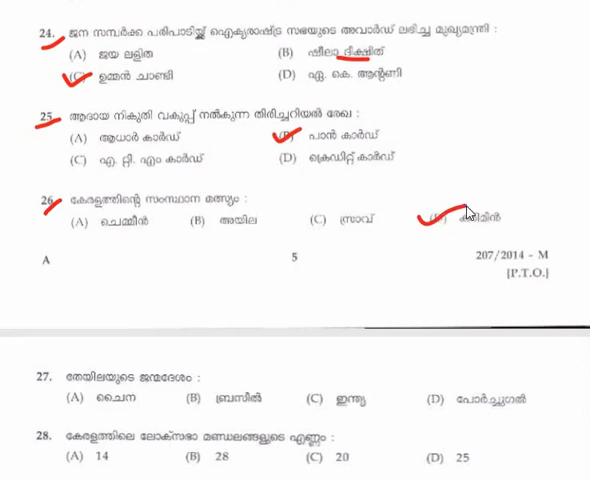 24. ജന സമ്പർക്ക പരിപാടിയ്ക്ക് ഐക്യരാഷ്ട്ര സഭയുടെ അവാർഡ് ലഭിച്ച മുഖ്യമന്ത്രി :
(A) ജയ ലളിത (B) ഷീലാ ദീക്ഷിത്
(C) ഉമ്മൻ ചാണ്ടി (D) ഏ. കെ. ആന്റണി
25. ആദായ നികുതി വകുപ്പ് നൽകുന്ന തിരിച്ചറിയൽ രേഖ :
(A) ആധാർ കാർഡ് (B) പാൻ കാർഡ്
(C) എ. റ്റി. എം കാർഡ് (D) ക്രെഡിറ്റ് കാർഡ്
26. കേരളത്തിന്റെ സംസ്ഥാന മത്സ്യം :
(A) ചെമ്മീൻ (B) അയില (C) സ്രാവ് കരിമീൻ
A 5 207/2014 – M
[P.T.O.]
27. തേയിലയുടെ ജന്മദേശം :
(A) ചൈന (B) ബ്രസീൽ (C) ഇന്ത്യ (D) പോർച്ചുഗൽ
28. കേരളത്തിലെ ലോക്സഭാ മണ്ഡലങ്ങളുടെ എണ്ണം :
(A) 14 (B) 28 (C) 20 (D) 25